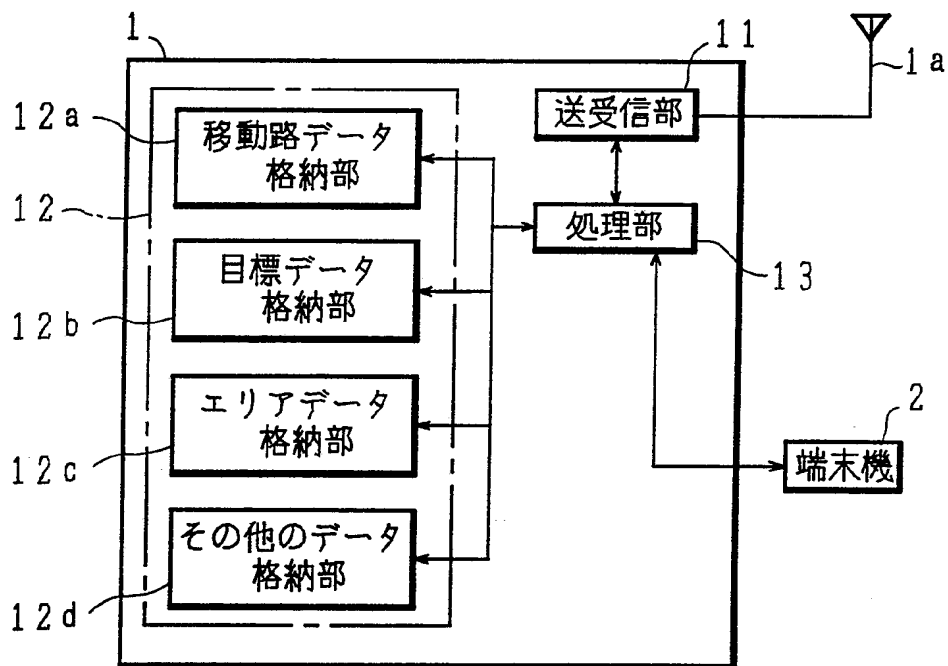 1
11
1a
12a
移動路データ
格納部
送受信部
12
処理部
13
目標データ
格納部
12b
エリアデータ
格納部
12c
2
端末機
その他のデータ
格納部
12d